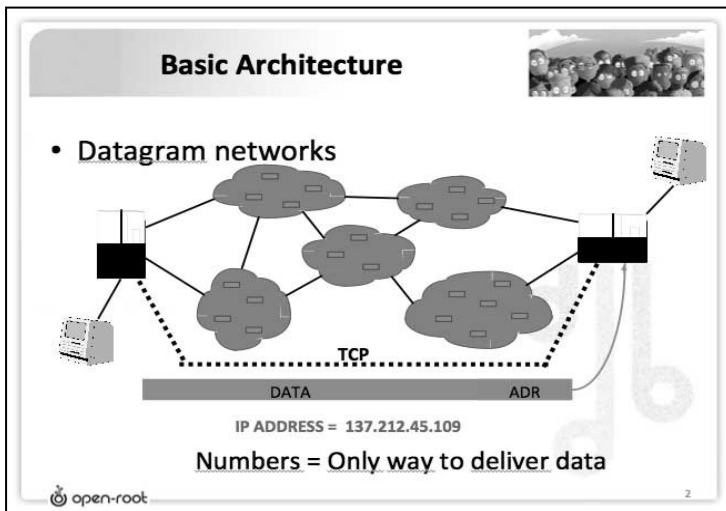 Basic Architecture
• Datagram networks
TCP
DATA ADR
IP ADDRESS = 137.212.45.109
Numbers = Only way to deliver data
open-root
2